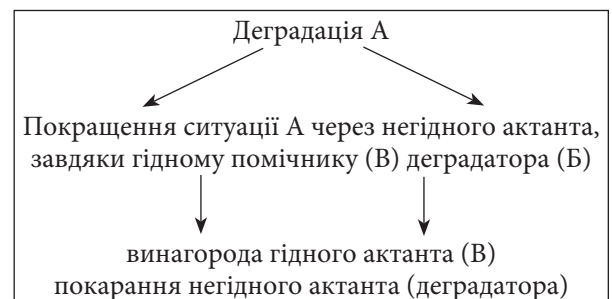 Деградація А
Покращення ситуації А через негідного актанта,
завдяки гідному помічнику (В) деградатора (Б)
винагорода гідного актанта (В)
покарання негідного актанта (деградатора)